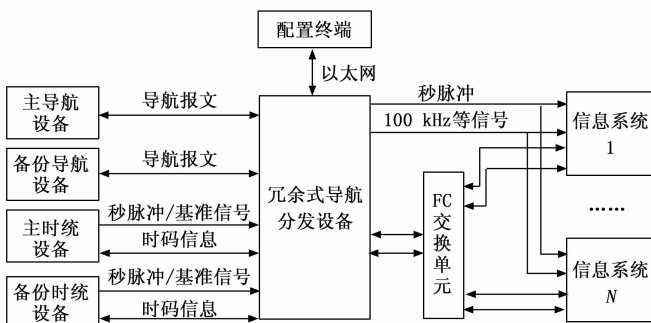 配置终端
以太网
主导航
设备
导航报文
备份导航
设备
导航报文
主时统
设备
秒脉冲/基准信号
时码信息
备份时统
设备
秒脉冲/基准信号
时码信息
冗余式导航
分发设备
秒脉冲
100 kHz等信号
FC
交
换
单
元
信息系统
1
……
信息系统
N